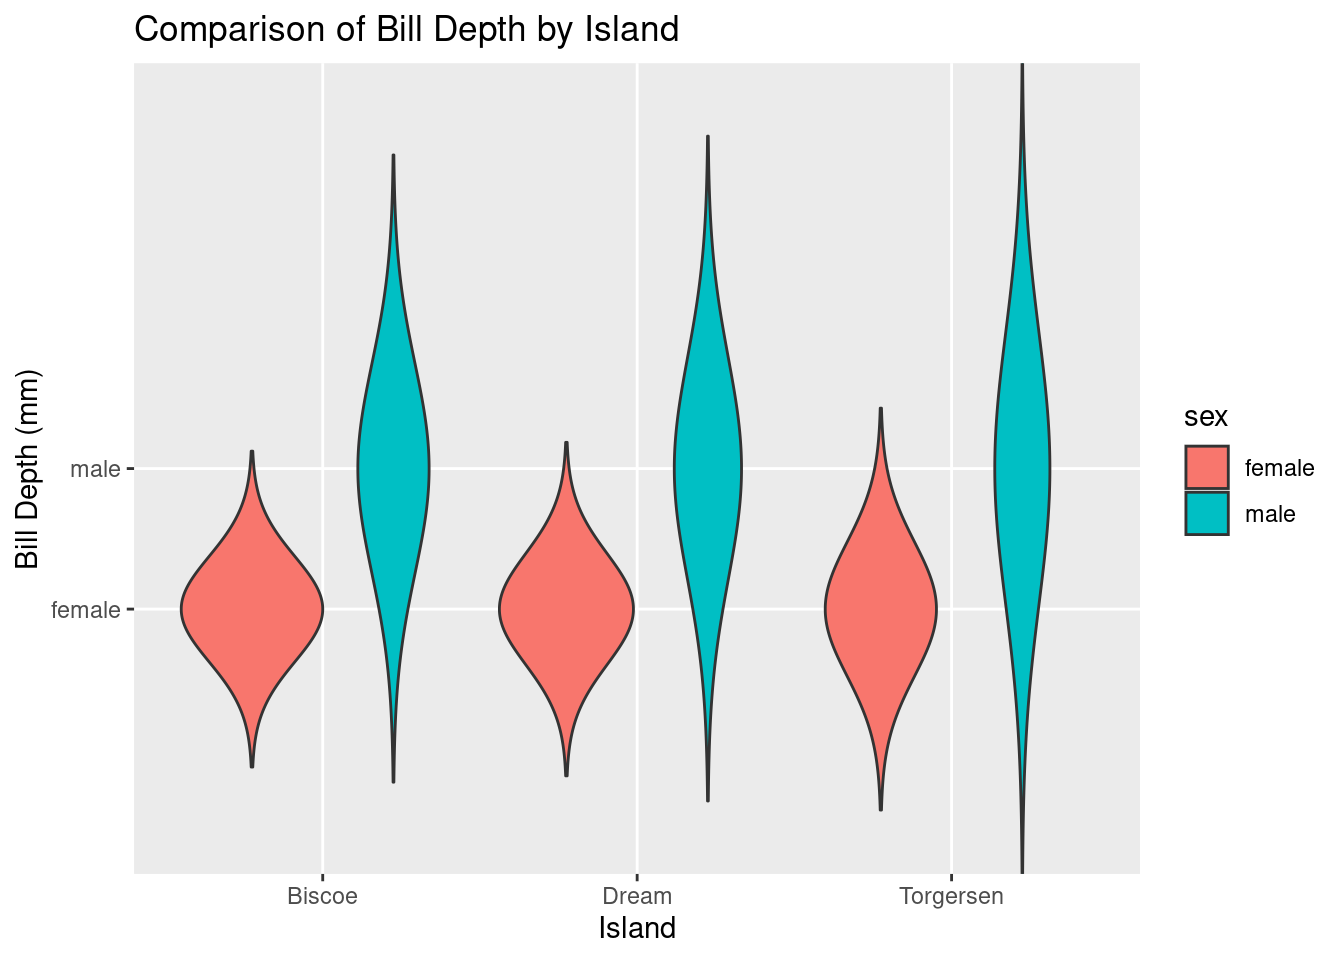 Comparison of Bill Depth by Island
Bill Depth (mm)
male
female
Biscoe
Dream
Torgersen
Island
sex
female
male